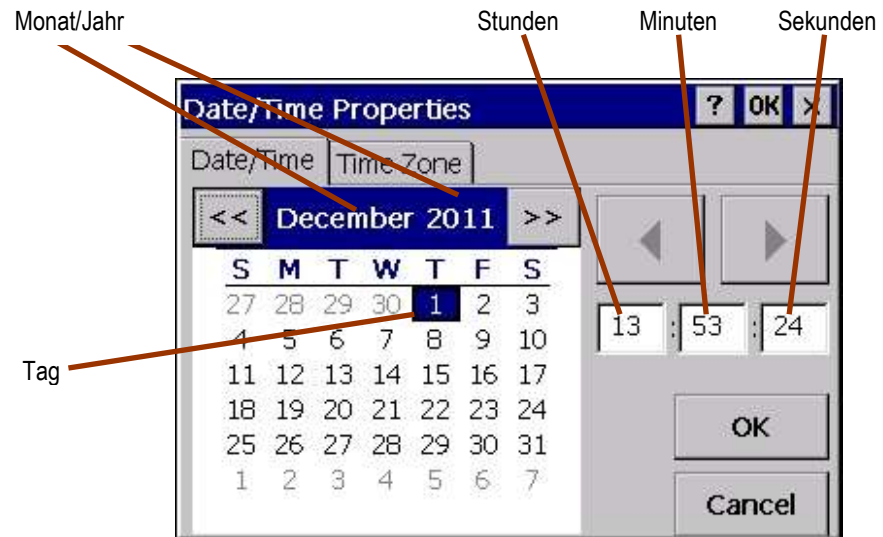 Monat/Jahr Stunden Minuten Sekunden
Date/Time Properties ? OK ×
Date/Time Time Zone
<< December 2011 >>
S M T W T F S
27 28 29 30 1 2 3
13 : 53 : 24
4 5 6 7 8 9 10
Tag
11 12 13 14 15 16 17
18 19 20 21 22 23 24
OK
25 26 27 28 29 30 31
1 2 3 4 5 6 7
Cancel